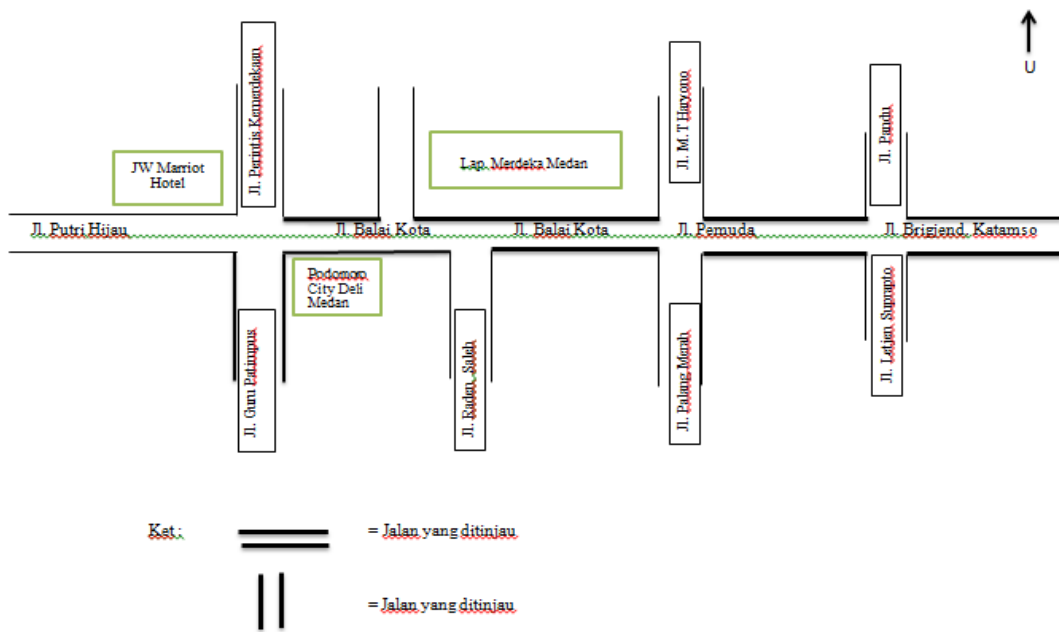 U
Jl. Perintis Kemerdekaan
Jl. M. T Haryono
Jl. Pandu
JW Marriot
Hotel
Lap. Merdeka Medan
Jl. Putri Hijau
Jl. Balai Kota
Jl. Balai Kota
Jl. Pemuda
Jl. Brigjend. Katamso
Podomoro
City Deli
Medan
Jl. Guru Patimpus
Jl. Raden. Saleh
Jl. Palang Merah
Jl. Letjen. Suprapto
Ket :
= Jalan yang ditinjau
= Jalan yang ditinjau